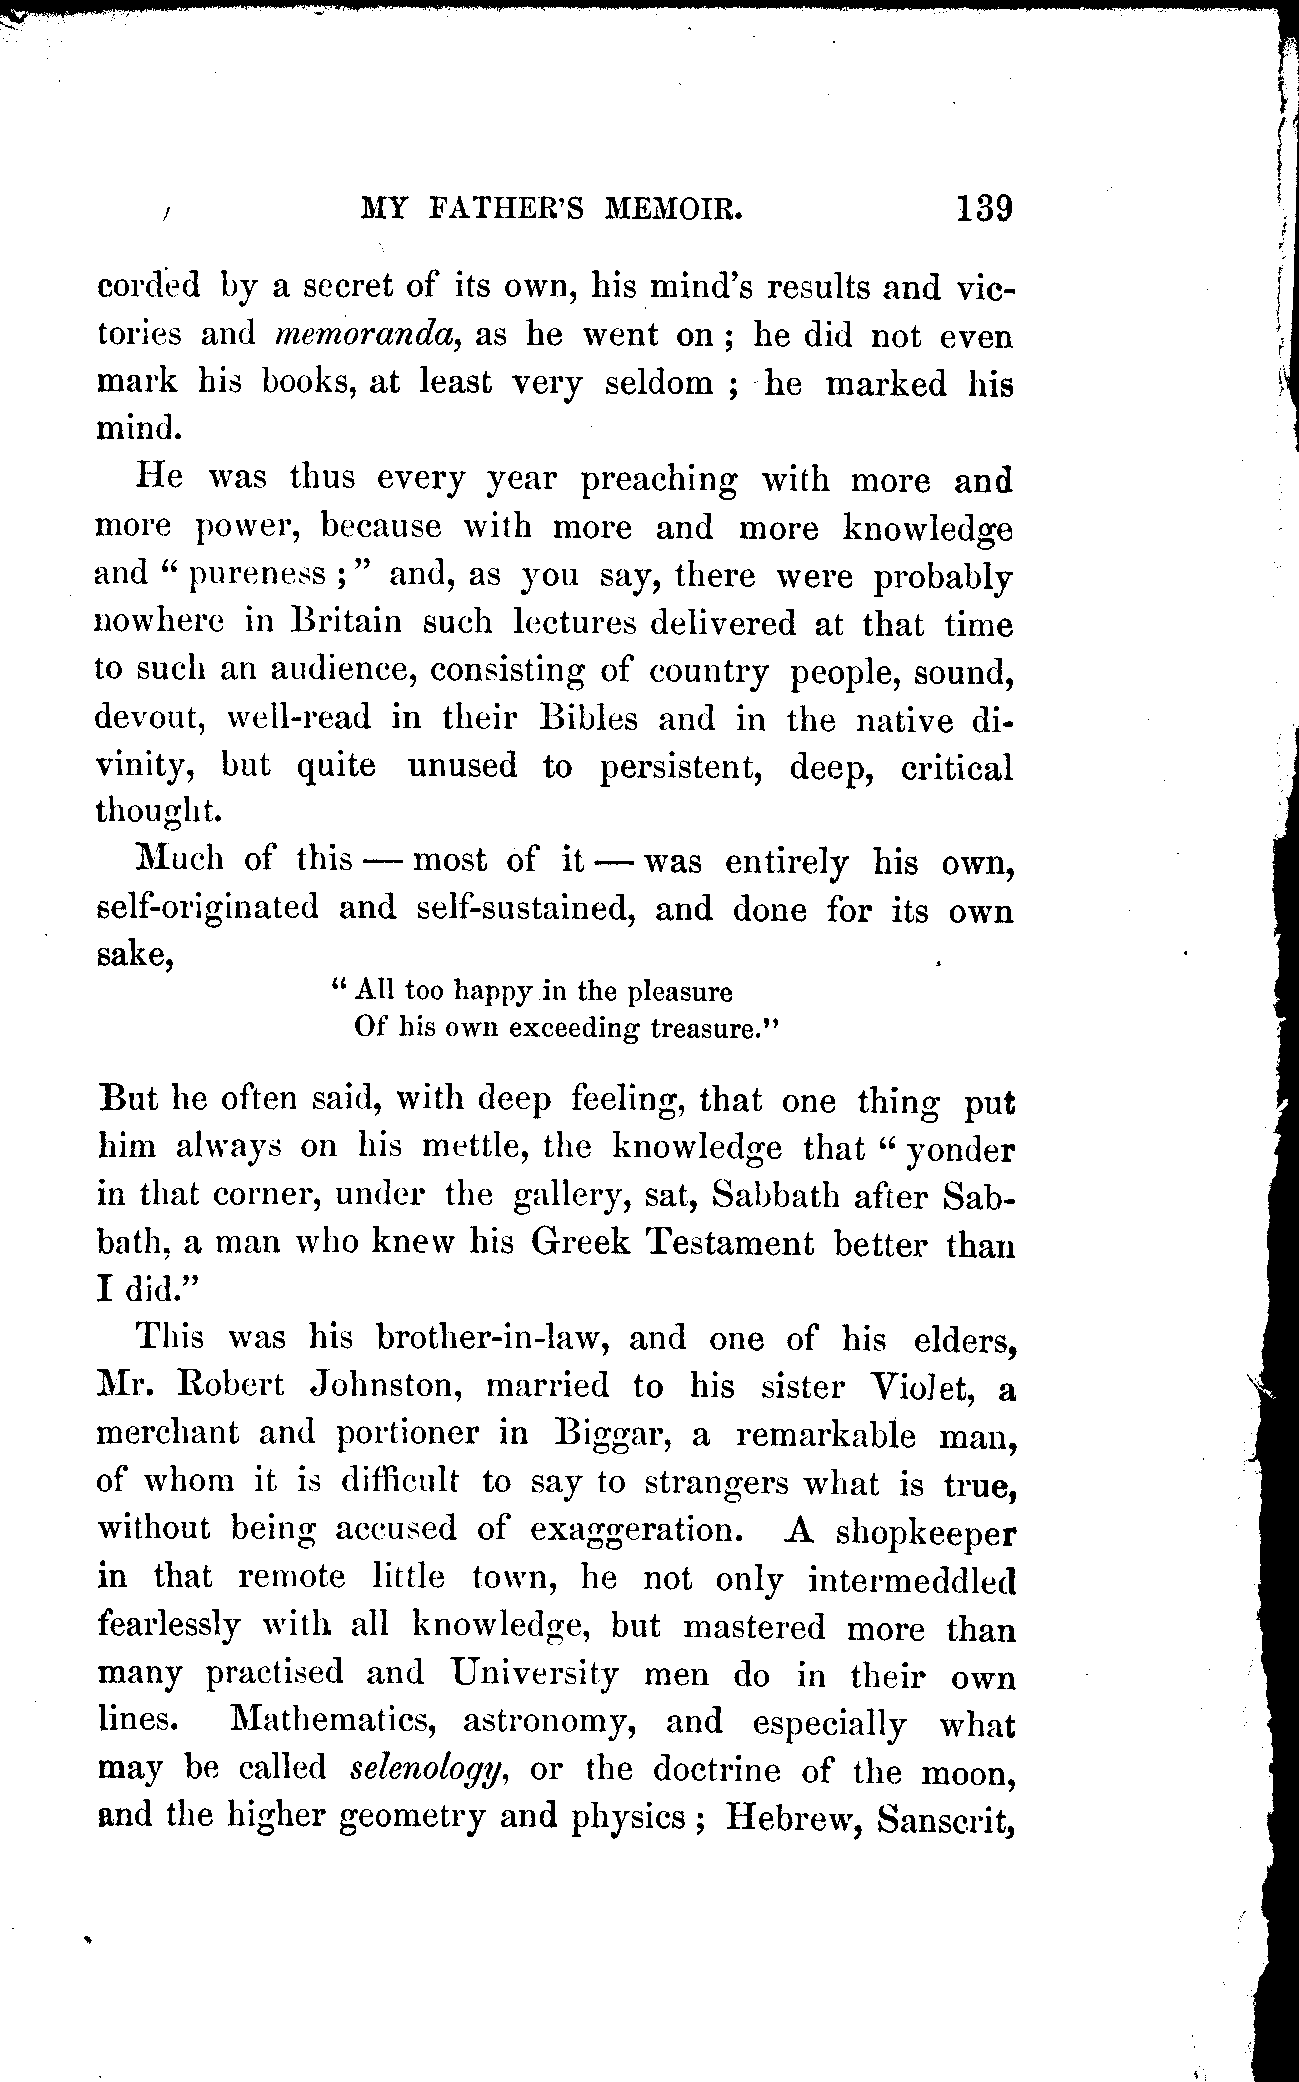 MY FATHER'S MEMOIR. 139
corded by a secret of its own, his mind's results and vic-
tories and memoranda, as he went on ; he did not even
mark his books, at least very seldom ; he marked his
mind.
He was thus every year preaching with more and
more power, because with more and more knowledge
and " pureness ; " and, as you say, there were probably
nowhere in Britain such lectures delivered at that time
to such an audience, consisting of country people, sound,
devout, well-read in their Bibles and in the native di-
vinity, but quite unused to persistent, deep, critical
thought.
Much of this — most of it — was entirely his own,
self-originated and self-sustained, and done for its own
sake,
" All too happy in the pleasure
Of his own exceeding treasure."
But he often said, with deep feeling, that one thing put
him always on his mettle, the knowledge that " yonder
in that corner, under the gallery, sat, Sabbath after Sab-
bath, a man who knew his Greek Testament better than
I did."
This was his brother-in-law, and one of his elders,
Mr. Robert Johnston, married to his sister Violet, a
merchant and portioner in Biggar, a remarkable man,
of whom it is difficult to say to strangers what is true,
without being accused of exaggeration. A shopkeeper
in that remote little town, he not only intermeddled
fearlessly with all knowledge, but mastered more than
many practised and University men do in their own
lines. Mathematics, astronomy, and especially what
may be called selenology, or the doctrine of the moon,
and the higher geometry and physics ; Hebrew, Sanscrit,